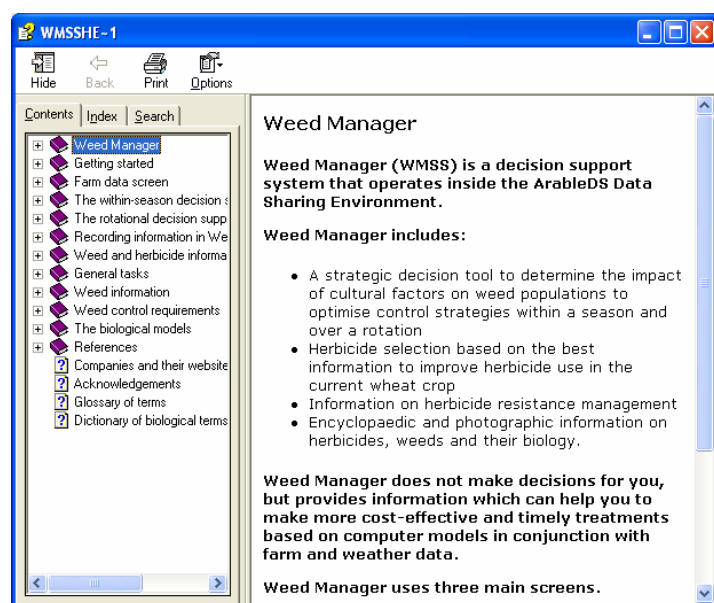 WMSSHE~1
Hide Back Print Options
Contents Index Search
Weed Manager
Getting started
Farm data screen
The within-season decision s
The rotational decision supp
Recording information in We
Weed and herbicide informa
General tasks
Weed information
Weed control requirements
The biological models
References
Companies and their website
Acknowledgements
Glossary of terms
Dictionary of biological terms
Weed Manager
Weed Manager (WMSS) is a decision support
system that operates inside the ArableDS Data
Sharing Environment.
Weed Manager includes:
• A strategic decision tool to determine the impact
of cultural factors on weed populations to
optimise control strategies within a season and
over a rotation
• Herbicide selection based on the best
information to improve herbicide use in the
current wheat crop
• Information on herbicide resistance management
• Encyclopaedic and photographic information on
herbicides, weeds and their biology.
Weed Manager does not make decisions for you,
but provides information which can help you to
make more cost-effective and timely treatments
based on computer models in conjunction with
farm and weather data.
Weed Manager uses three main screens.